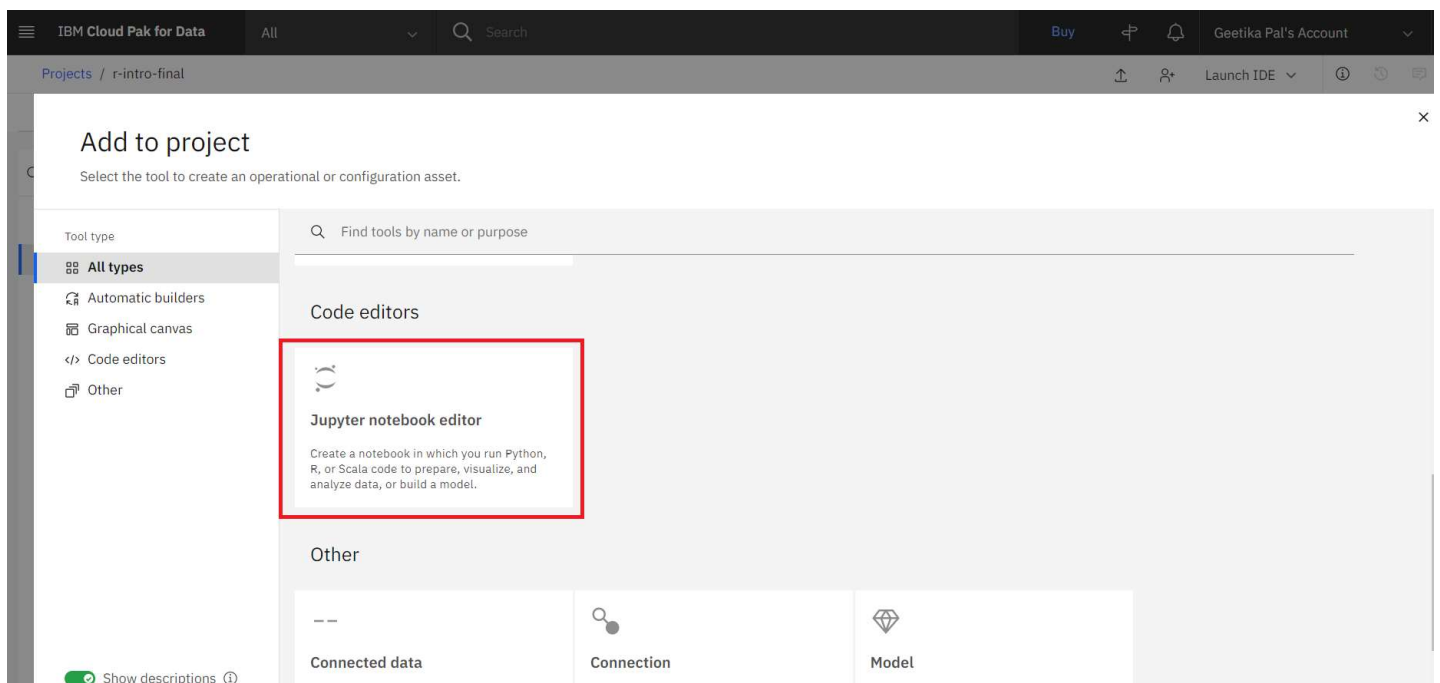 IBM Cloud Pak for Data All Search Buy Geetika Pal's Account
Projects / r-intro-final Launch IDE
Add to project
Select the tool to create an operational or configuration asset.
Tool type
All types
Automatic builders
Graphical canvas
Code editors
Other
Find tools by name or purpose
Code editors
Jupyter notebook editor
Create a notebook in which you run Python,
R, or Scala code to prepare, visualize, and
analyze data, or build a model.
Other
Connected data Connection Model
Show descriptions